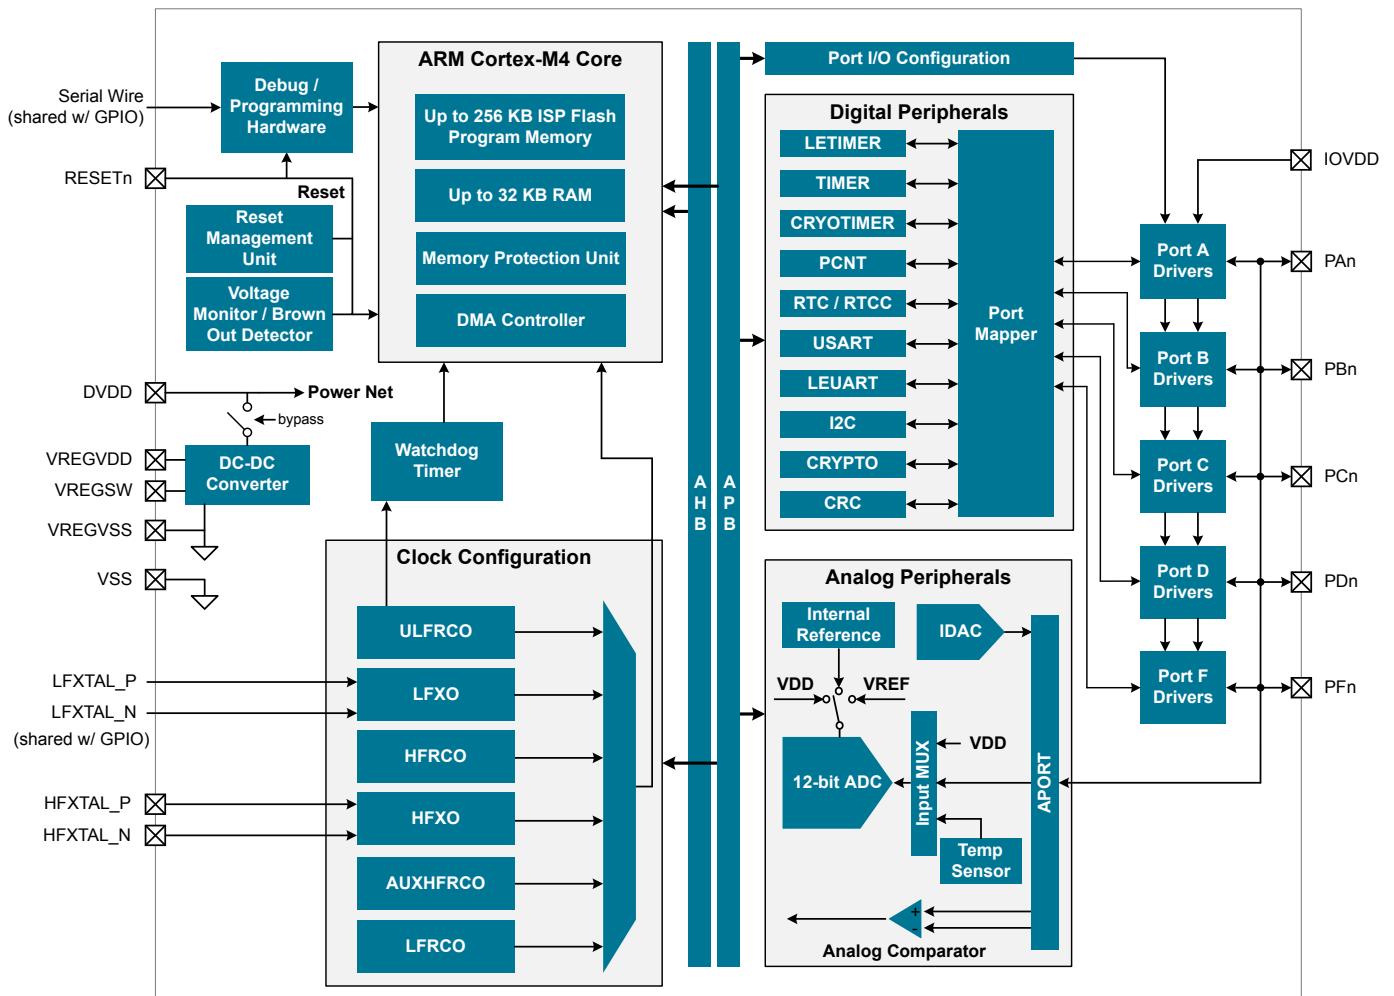 ARM Cortex-M4 Core
Up to 256 KB ISP Flash
Program Memory
Up to 32 KB RAM
Memory Protection Unit
DMA Controller
Debug /
Programming
Hardware
Serial Wire
(shared w/ GPIO)
RESETn
Reset
Reset
Management
Unit
Voltage
Monitor / Brown
Out Detector
DVDD
Power Net
bypass
VREGVDD
VREGSW
DC-DC
Converter
VREGVSS
VSS
Watchdog
Timer
Clock Configuration
ULFRCO
LFXO
HFRCO
HFXO
AUXHFRCO
LFRCO
LFXTAL_P
LFXTAL_N
(shared w/ GPIO)
HFXTAL_P
HFXTAL_N
AHB
APB
Port I/O Configuration
Digital Peripherals
LETIMER
TIMER
CRYOTIMER
PCNT
RTC / RTCC
USART
LEUART
I2C
CRYPTO
CRC
Port
Mapper
Analog Peripherals
Internal
Reference
IDAC
VDD
VREF
12-bit ADC
Input MUX
VDD
Temp
Sensor
APORT
+
-
Analog Comparator
IOVDD
Port A
Drivers
PAn
Port B
Drivers
PBn
Port C
Drivers
PCn
Port D
Drivers
PDn
Port F
Drivers
PFn